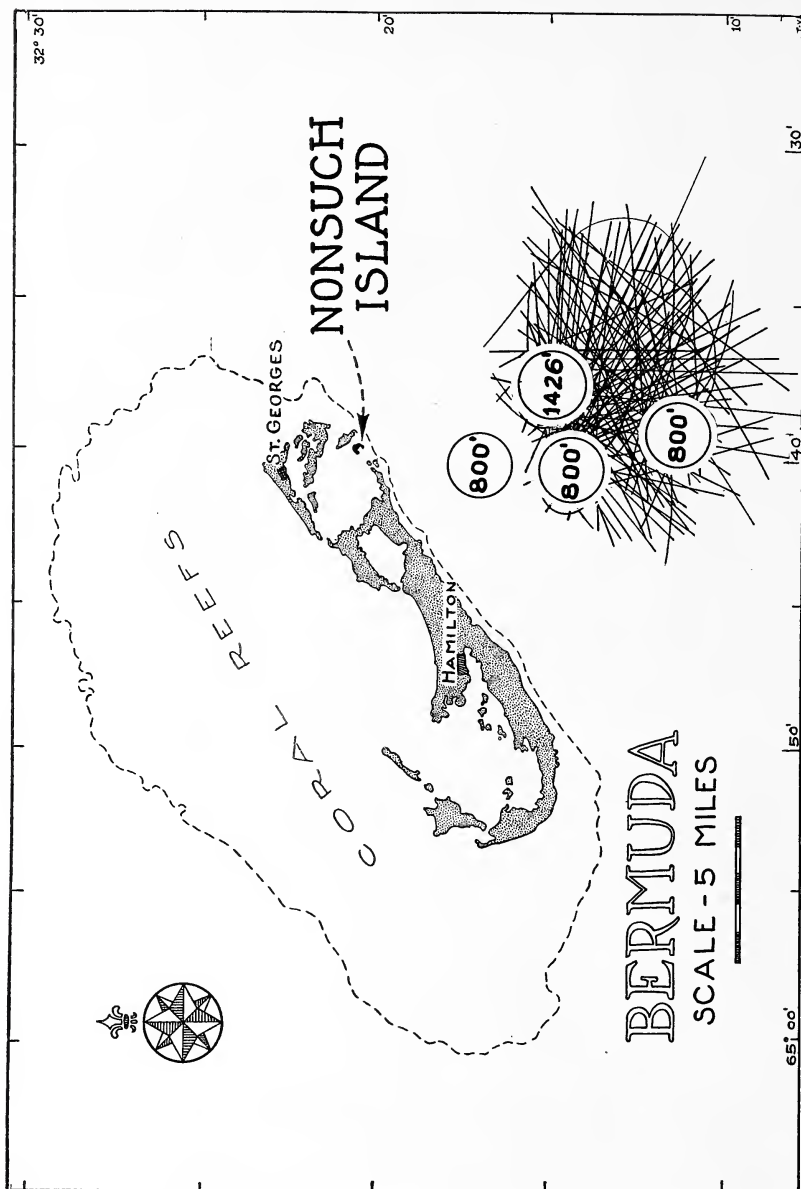 32° 30'
20'
10'
30'
40'
50'
65° 00'
ST. GEORGES
NONSUCH
ISLAND
CORAL REEFS
HAMILTON
1426'
800'
800'
800'
BERMUDA
SCALE - 5 MILES